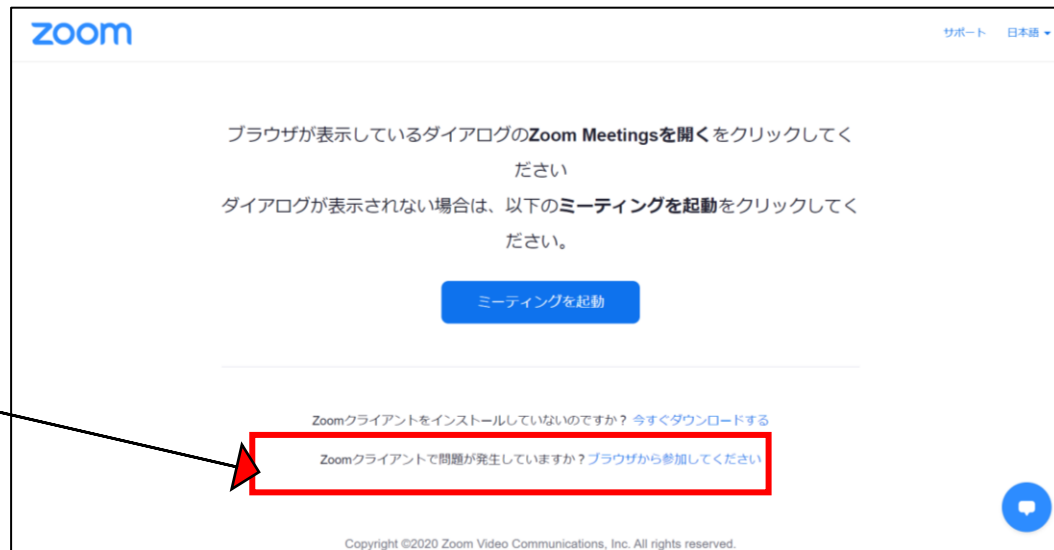 zoom
サポート 日本語
ブラウザが表示しているダイアログのZoom Meetingsを開くをクリックしてく
ださい
ダイアログが表示されない場合は、以下のミーティングを起動をクリックしてく
ださい。
ミーティングを起動
Zoomクライアントをインストールしていないのですか？今すぐダウンロードする
Zoomクライアントで問題が発生していますか？ブラウザから参加してください
Copyright ©2020 Zoom Video Communications, Inc. All rights reserved.